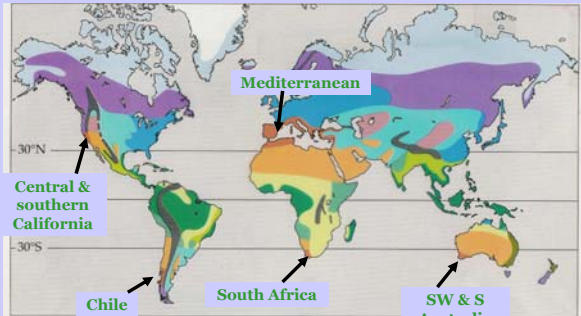 Mediterranean
30°N
Central &
southern
California
30°S
Chile
South Africa
SW & S